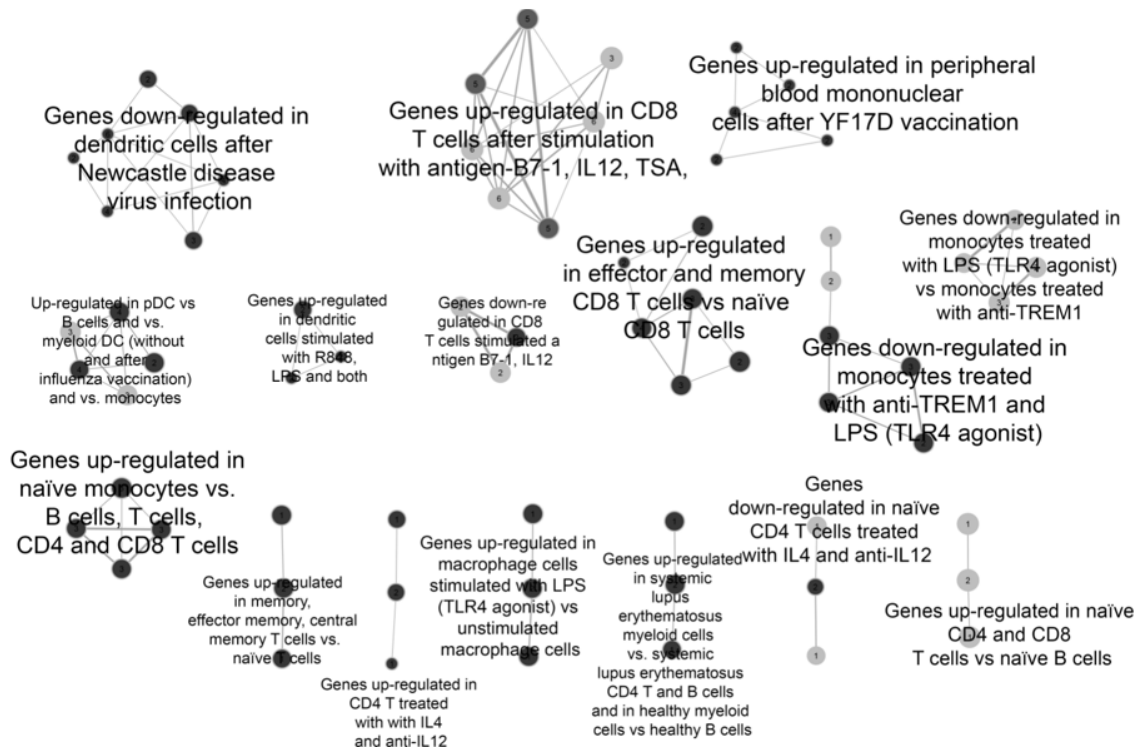 Genes down-regulated in
dendritic cells after
Newcastle disease
virus infection
Genes up-regulated in CD8
T cells after stimulation
with antigen-B7-1, IL12, TSA,
Genes up-regulated in peripheral
blood mononuclear
cells after YF17D vaccination
Up-regulated in pDC vs
B cells and vs.
myeloid DC (without
and after
influenza vaccination)
and vs. monocytes
Genes up-regulated
in dendritic
cells stimulated
with R848,
LPS and both
Genes down-re
gulated in CD8
T cells stimulated a
ntigen B7-1, IL12
Genes up-regulated
in effector and memory
CD8 T cells vs naïve
CD8 T cells
Genes down-regulated in
monocytes treated
with LPS (TLR4 agonist)
vs monocytes treated
with anti-TREM1
Genes down-regulated in
monocytes treated
with anti-TREM1 and
LPS (TLR4 agonist)
Genes up-regulated in
naïve monocytes vs.
B cells, T cells,
CD4 and CD8 T cells
Genes up-regulated
in memory,
effector memory, central
memory T cells vs.
naïve T cells
Genes up-regulated in
CD4 T treated
with with IL4
and anti-IL12
Genes up-regulated in
macrophage cells
stimulated with LPS
(TLR4 agonist) vs
unstimulated
macrophage cells
Genes up-regulated
in systemic
lupus
erythematosus
myeloid cells
vs. systemic
lupus erythematosus
CD4 T and B cells
and in healthy myeloid
cells vs healthy B cells
Genes
down-regulated in naïve
CD4 T cells treated
with IL4 and anti-IL12
Genes up-regulated in naïve
CD4 and CD8
T cells vs naïve B cells